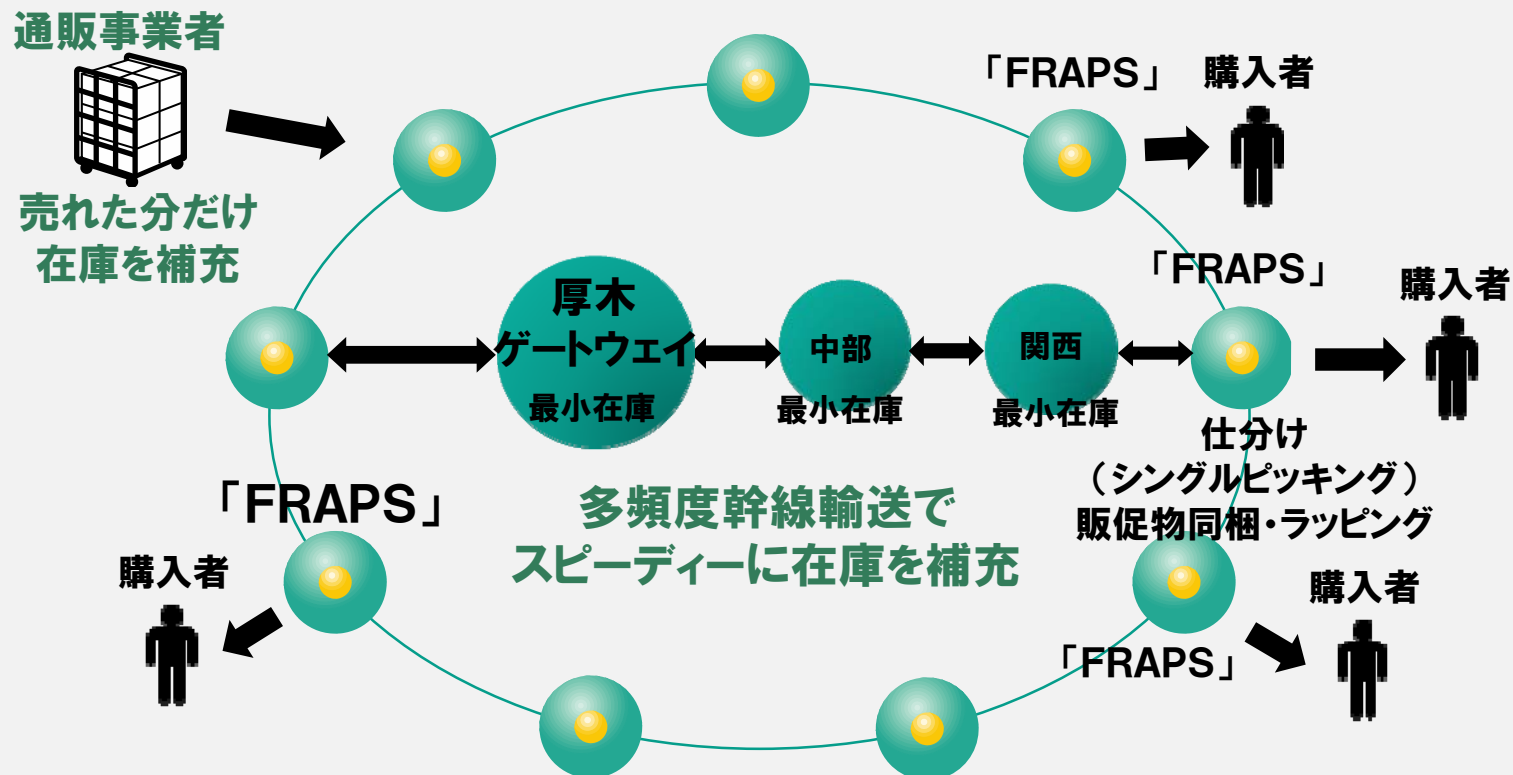 通販事業者
売れた分だけ
在庫を補充
「FRAPS」
購入者
「FRAPS」
購入者
厚木
ゲートウェイ
最小在庫
中部
最小在庫
関西
最小在庫
仕分け
（シングルピッキング）
販促物同梱・ラッピング
「FRAPS」
購入者
多頻度幹線輸送で
スピーディーに在庫を補充
「FRAPS」
購入者